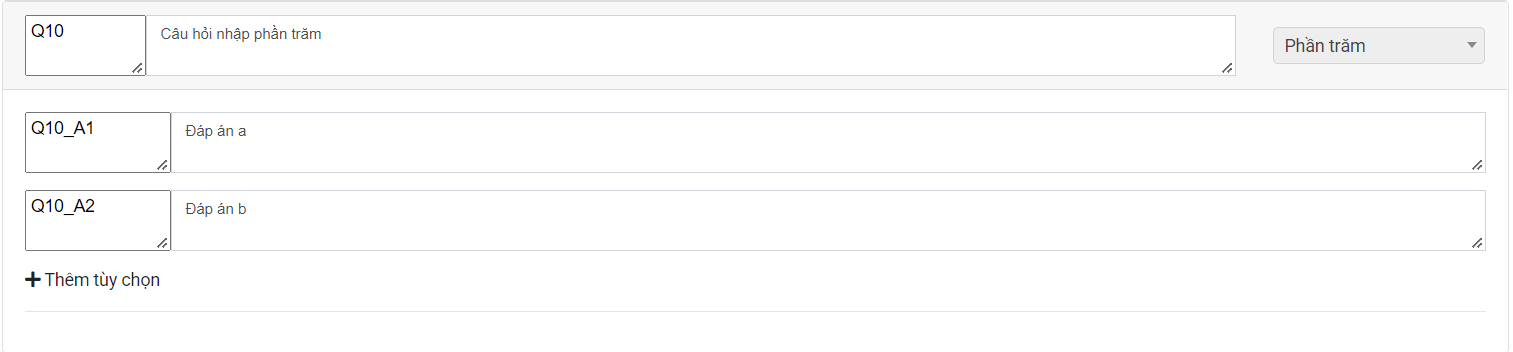 Q10
Câu hỏi nhập phần trăm
Phần trăm
Q10_A1
Đáp án a
Q10_A2
Đáp án b
Thêm tùy chọn